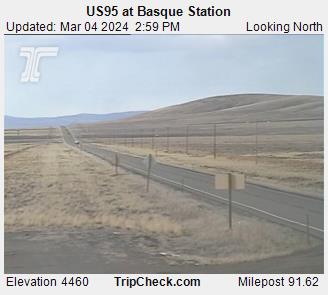 US95 at Basque Station
Updated: Mar 04 2024  2:59 PM Looking North
Elevation 4460 TripCheck.com Milepost 91.62